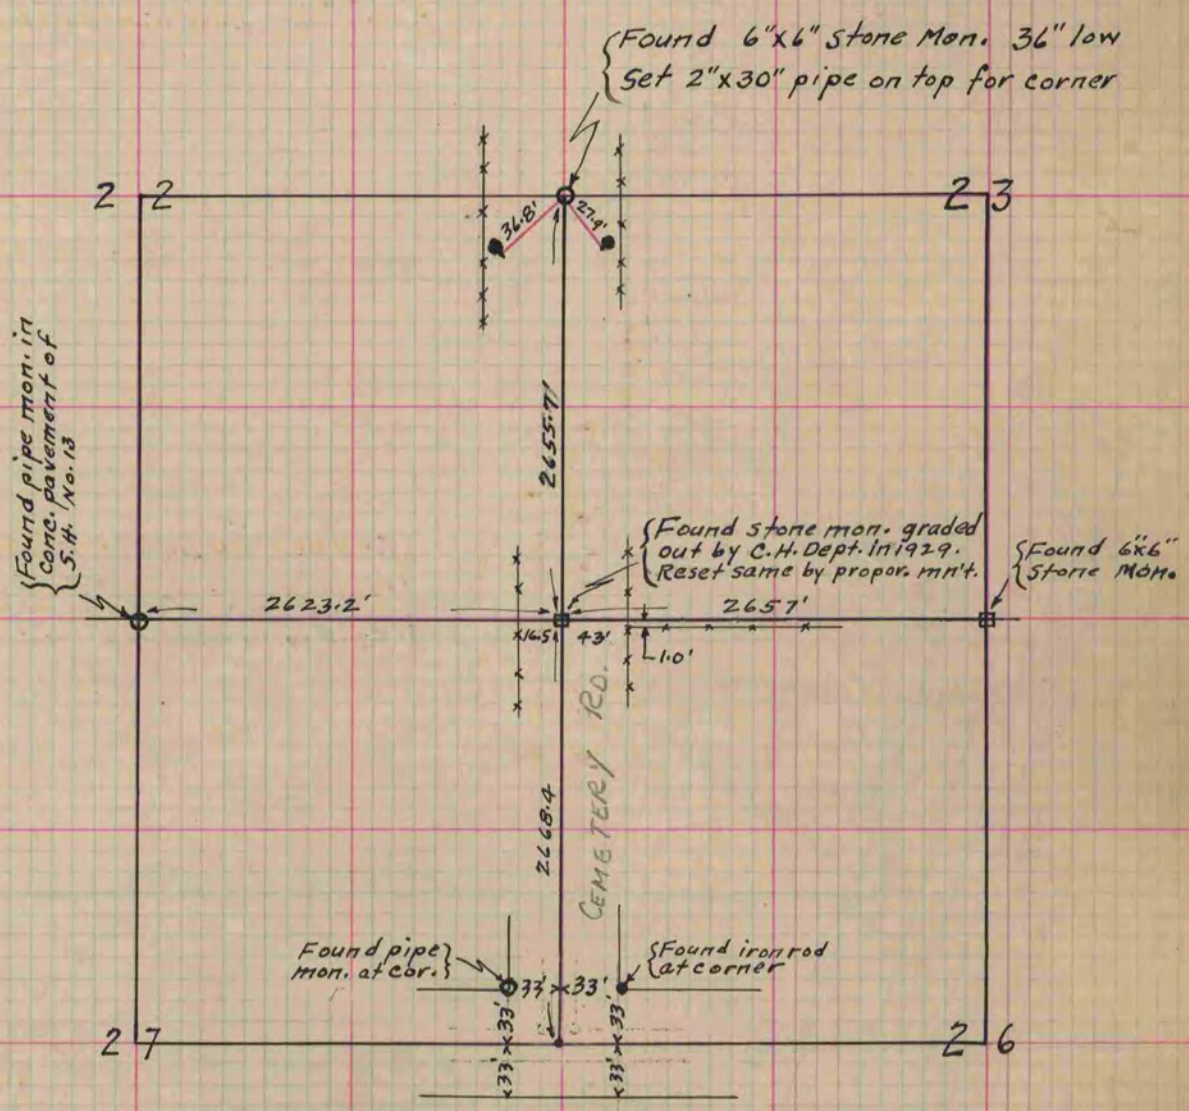 Found 6"x6" Stone Mon. 36" low
Set 2"x30" pipe on top for corner
2 2
2 3
36.8'
27.9'
Found pipe mon. in
Conc. pavement of
S.H. No. 13
2655.71
Found stone mon. graded
out by C.H. Dept. in 1929.
Reset same by propor. mn't.
Found 6"x6"
Stone Mon.
2623.2'
2657'
16.5'
43'
1.0'
CEMETERY RD.
2668.4
Found pipe
mon. at cor.
Found iron rod
at corner
33' 33'
33' 33'
33' 33'
2 7
2 6